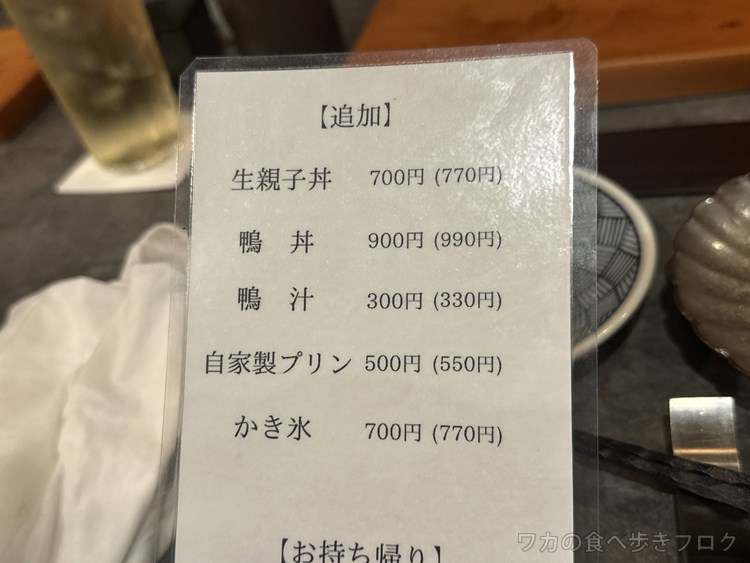 【追加】
生親子丼 700円 (770円)
鴨 丼 900円 (990円)
鴨 汁 300円 (330円)
自家製プリン 500円 (550円)
かき氷 700円 (770円)
【お持ち帰り】
ワカの食べ歩きブログ